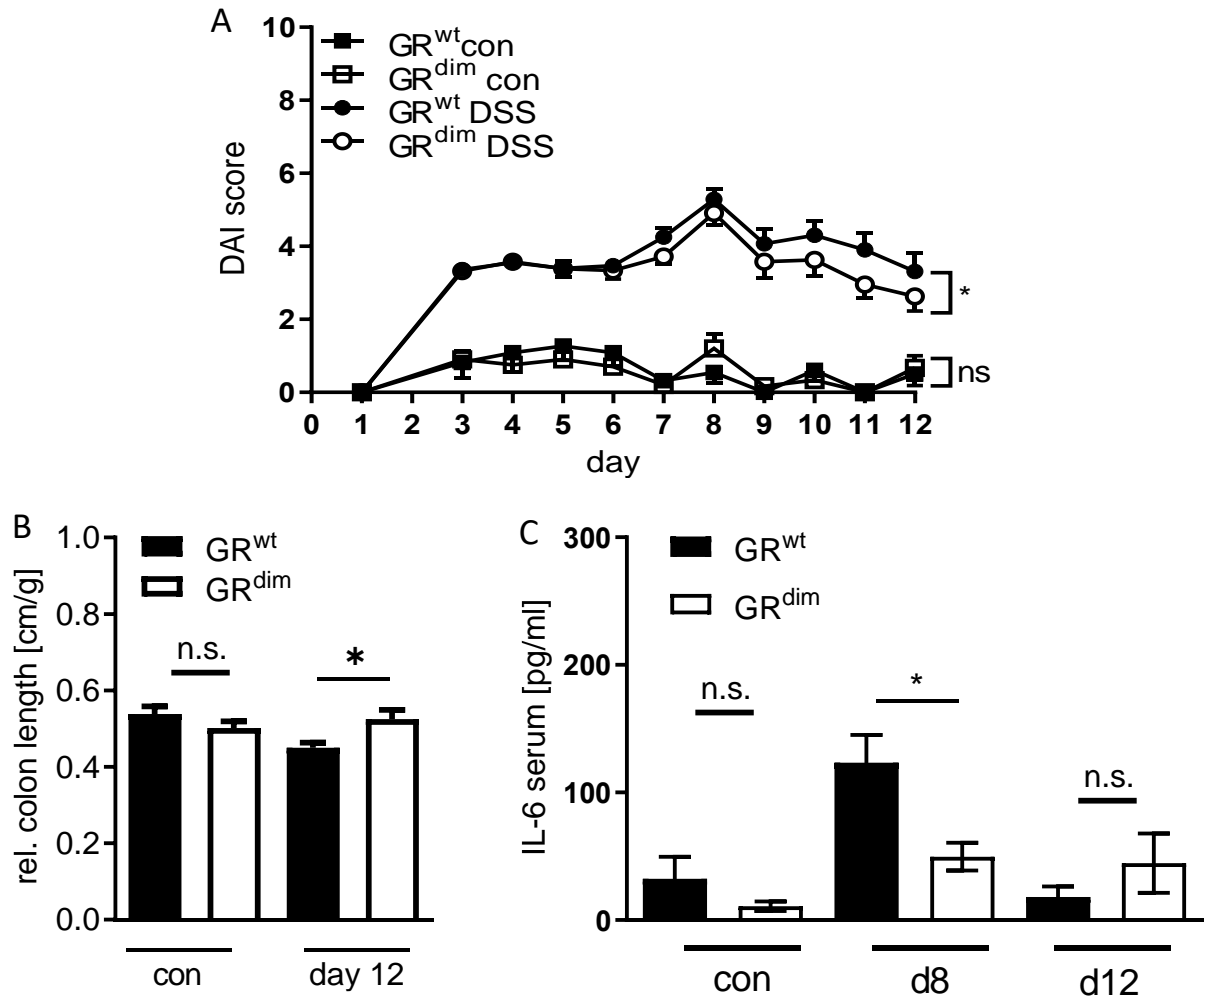 A
10
8
6
4
2
0
DAI score
GRwt con
GRdim con
GRwt DSS
GRdim DSS
*
ns
0 1 2 3 4 5 6 7 8 9 10 11 12
day
B
1.0
0.8
0.6
0.4
0.2
0.0
rel. colon length [cm/g]
GRwt
GRdim
n.s.
*
con
day 12
C
300
200
100
0
IL-6 serum [pg/ml]
GRwt
GRdim
n.s.
*
n.s.
con
d8
d12